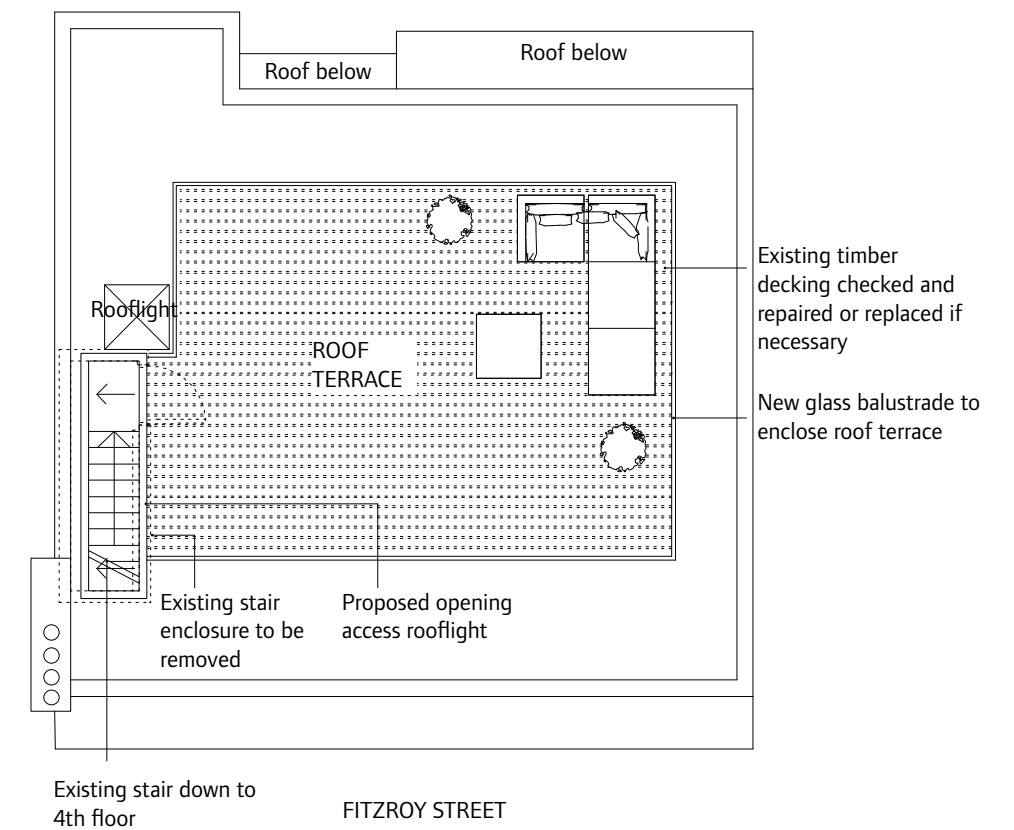 Roof below
Roof below
Rooflight
ROOF
TERRACE
Existing timber
decking checked and
repaired or replaced if
necessary
New glass balustrade to
enclose roof terrace
Existing stair
enclosure to be
removed
Proposed opening
access rooflight
Existing stair down to
4th floor
FITZROY STREET